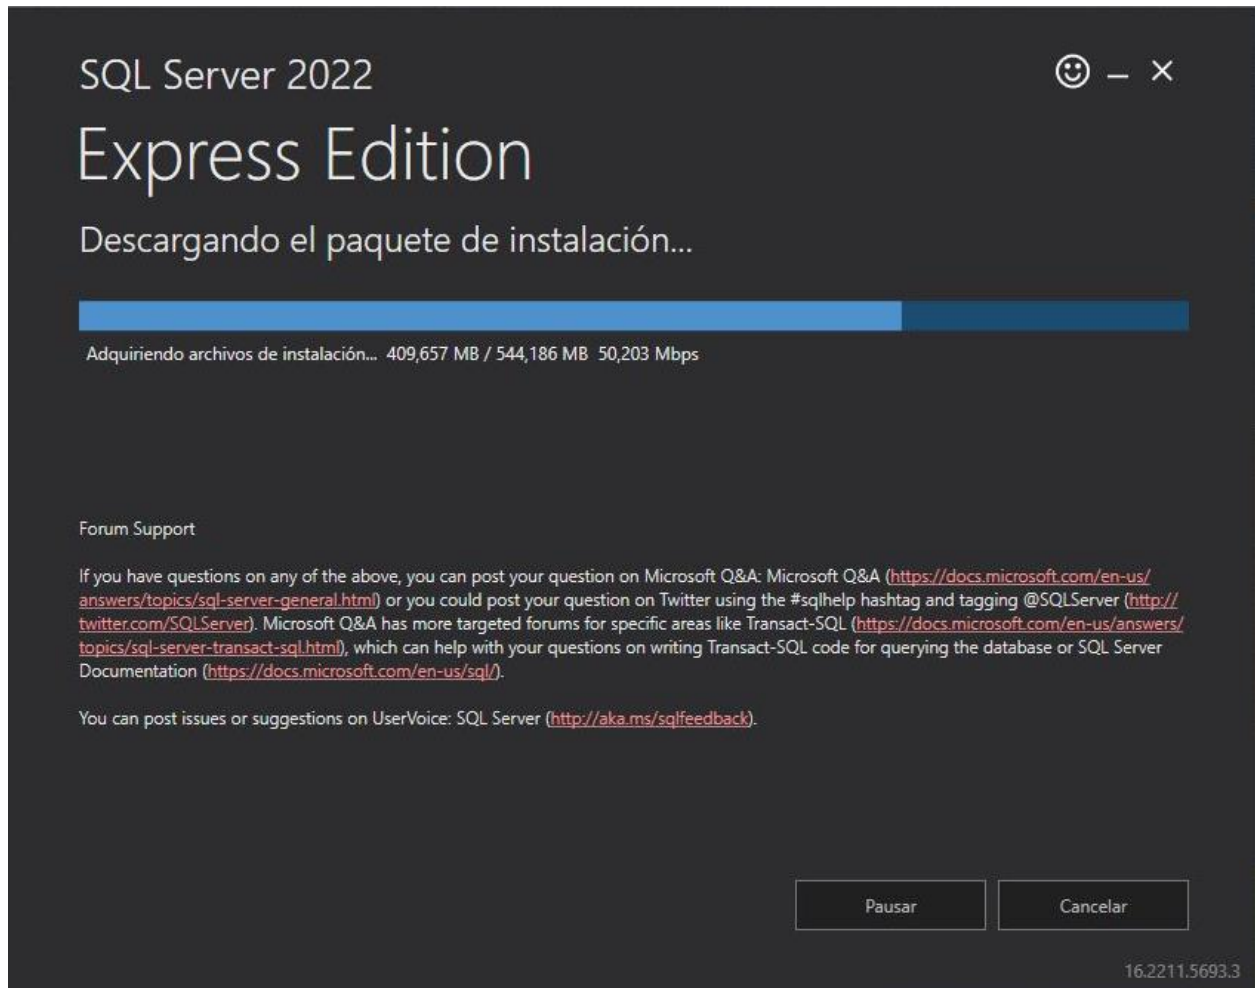 SQL Server 2022
Express Edition
Descargando el paquete de instalación...
Adquiriendo archivos de instalación... 409,657 MB / 544,186 MB 50,203 Mbps
Forum Support
If you have questions on any of the above, you can post your question on Microsoft Q&A: Microsoft Q&A (https://docs.microsoft.com/en-us/
answers/topics/sql-server-general.html) or you could post your question on Twitter using the #sqlhelp hashtag and tagging @SQLServer (http://
twitter.com/SQLServer). Microsoft Q&A has more targeted forums for specific areas like Transact-SQL (https://docs.microsoft.com/en-us/answers/
topics/sql-server-transact-sql.html), which can help with your questions on writing Transact-SQL code for querying the database or SQL Server
Documentation (https://docs.microsoft.com/en-us/sql/).
You can post issues or suggestions on UserVoice: SQL Server (http://aka.ms/sqlfeedback).
Pausar
Cancelar
16.2211.5693.3